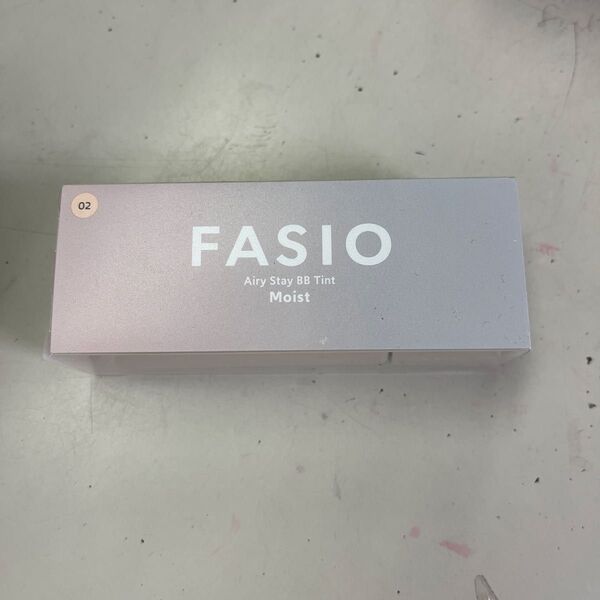 02
FASIO
Airy Stay BB Tint
Moist